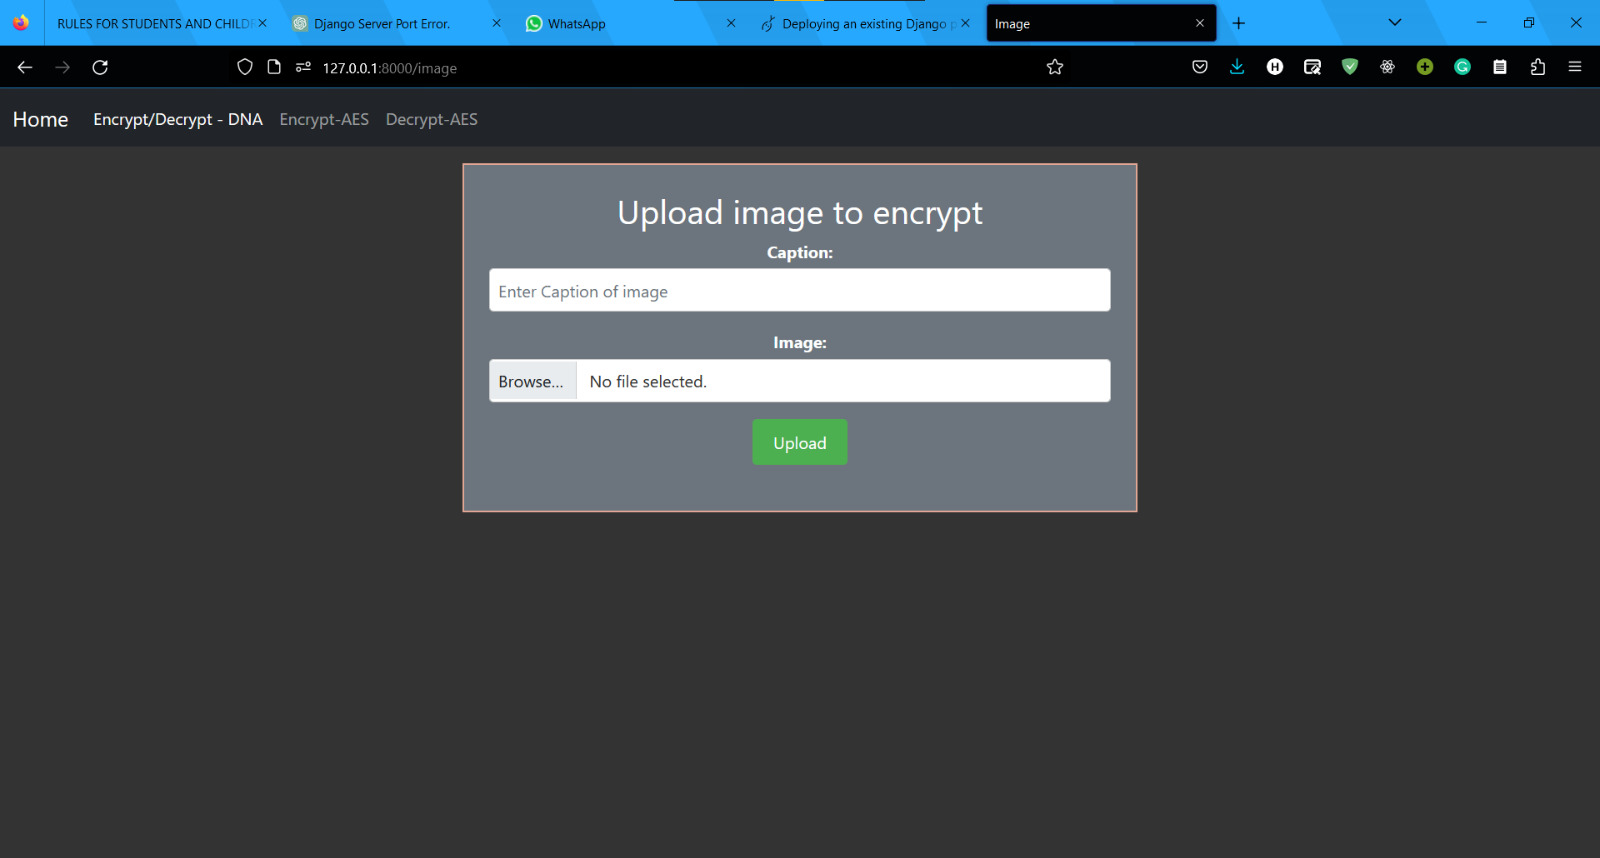 RULES FOR STUDENTS AND CHILDR
Django Server Port Error.
WhatsApp
Deploying an existing Django p
Image
127.0.0.1:8000/image
Home
Encrypt/Decrypt - DNA
Encrypt-AES
Decrypt-AES
Upload image to encrypt
Caption:
Enter Caption of image
Image:
Browse... No file selected.
Upload